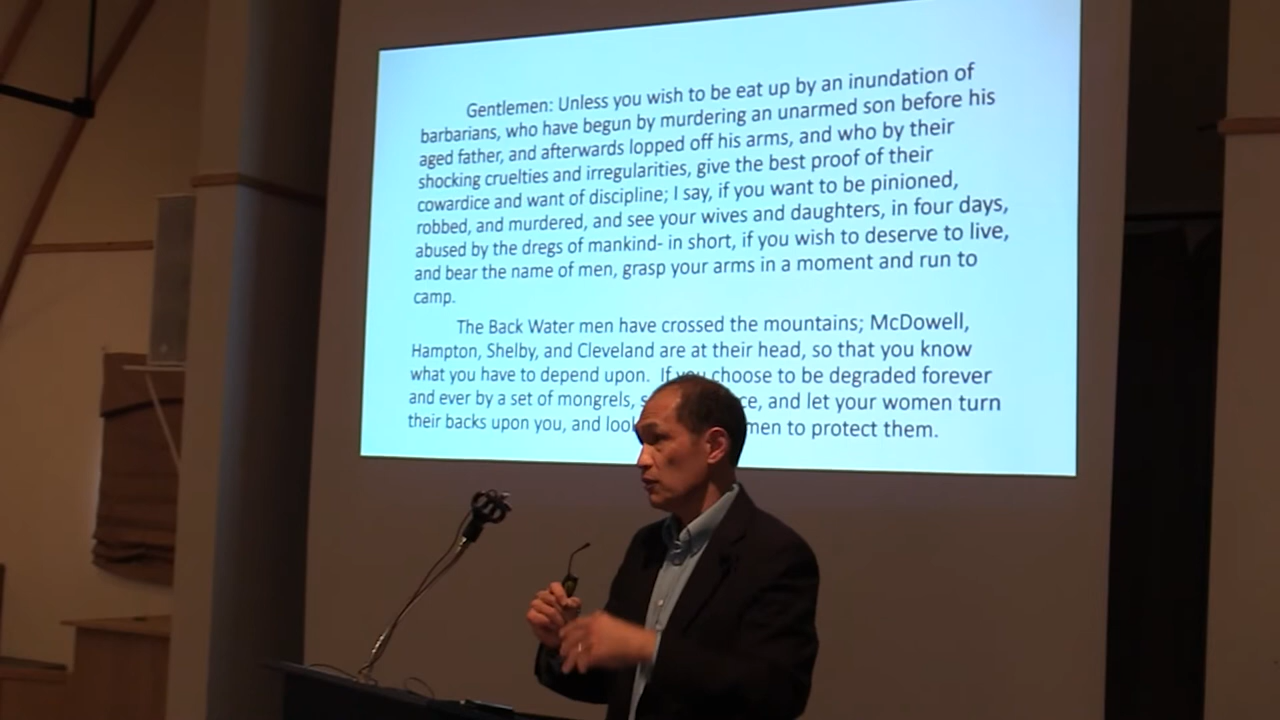 Gentlemen: Unless you wish to be eat up by an inundation of
barbarians, who have begun by murdering an unarmed son before his
aged father, and afterwards lopped off his arms, and who by their
shocking cruelties and irregularities, give the best proof of their
cowardice and want of discipline; I say, if you want to be pinioned,
robbed, and murdered, and see your wives and daughters, in four days,
abused by the dregs of mankind- in short, if you wish to deserve to live,
and bear the name of men, grasp your arms in a moment and run to
camp.
The Back Water men have crossed the mountains; McDowell,
Hampton, Shelby, and Cleveland are at their head, so that you know
what you have to depend upon. If you choose to be degraded forever
and ever by a set of mongrels, and let your women turn
their backs upon you, and men to protect them.